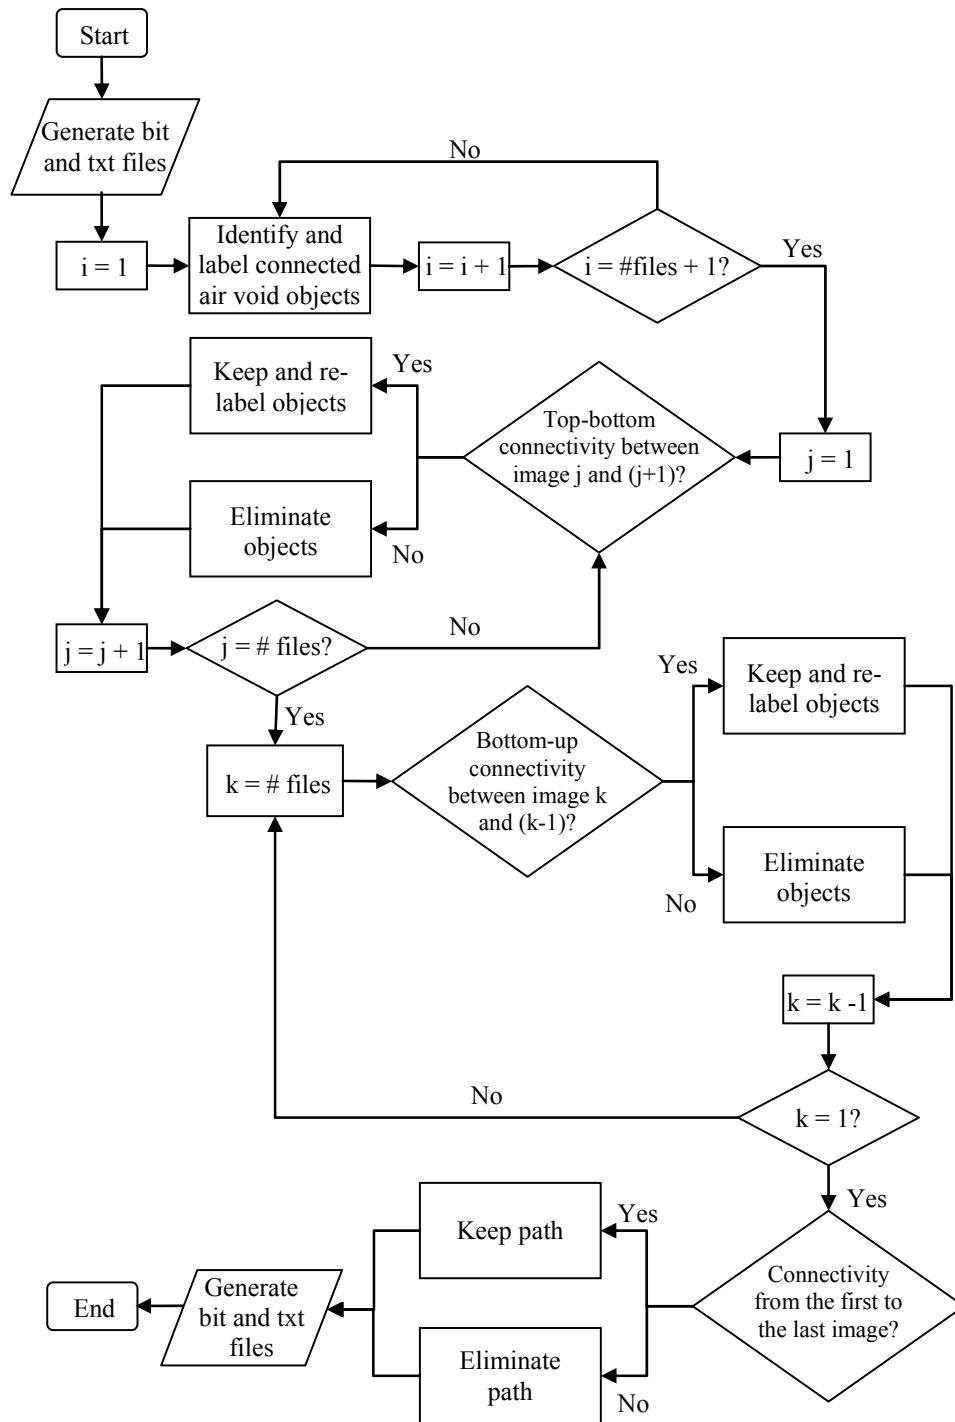 Start
Generate bit
and txt files
No
i = 1
Identify and
label connected
air void objects
i = i + 1
i = #files + 1?
Yes
Keep and re-
label objects
Yes
Top-bottom
connectivity between
image j and (j+1)?
j = 1
Eliminate
objects
No
j = j + 1
j = # files?
No
Yes
k = # files
Bottom-up
connectivity
between image k
and (k-1)?
Yes
Keep and re-
label objects
No
Eliminate
objects
k = k -1
No
k = 1?
Yes
Connectivity
from the first to
the last image?
Yes
Keep path
No
Eliminate
path
Generate
bit and txt
files
End